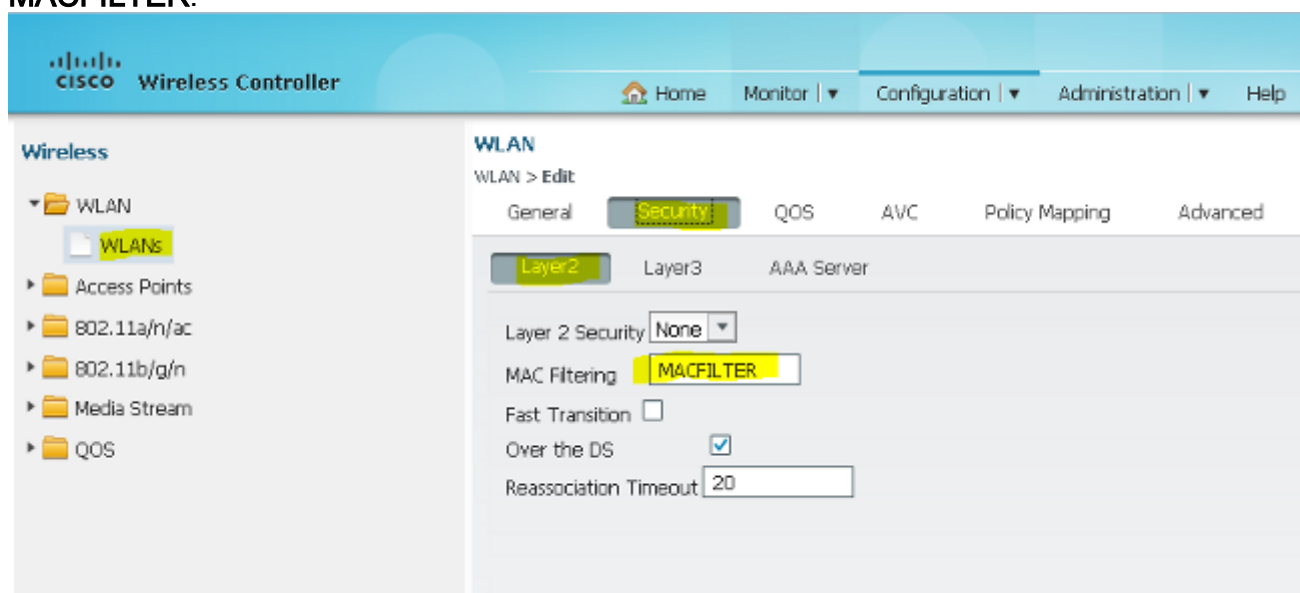 MACFILTER.
CISCO Wireless Controller
Home Monitor Configuration Administration Help
Wireless
WLAN
WLANs
Access Points
802.11a/n/ac
802.11b/g/n
Media Stream
QOS
WLAN
WLAN > Edit
General Security QOS AVC Policy Mapping Advanced
Layer2 Layer3 AAA Server
Layer 2 Security None
MAC Filtering MACFILTER
Fast Transition
Over the DS
Reassociation Timeout 20